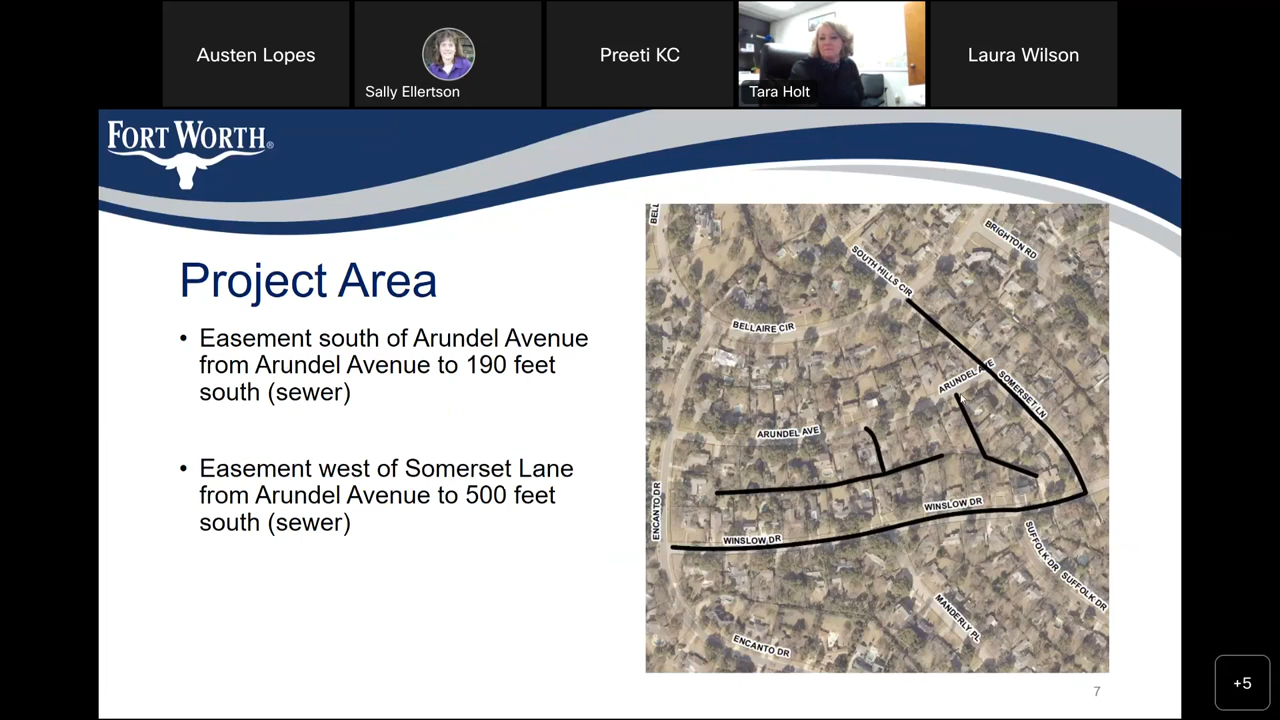 Austen Lopes
Sally Ellertson
Preeti KC
Tara Holt
Laura Wilson
FORT WORTH®
Project Area
• Easement south of Arundel Avenue
from Arundel Avenue to 190 feet
south (sewer)
• Easement west of Somerset Lane
from Arundel Avenue to 500 feet
south (sewer)
BELL
BRIGHTON RD
SOUTH HILLS CIR
BELLAIRE CIR
ARUNDEL A E
SOMERSET LN
ARUNDEL AVE
ENCANTO DR
WINSLOW DR
WINSLOW DR
SUFFOLK DR
SUFFOLK DR
MANDERLY PL
ENCANTO DR
7
+5